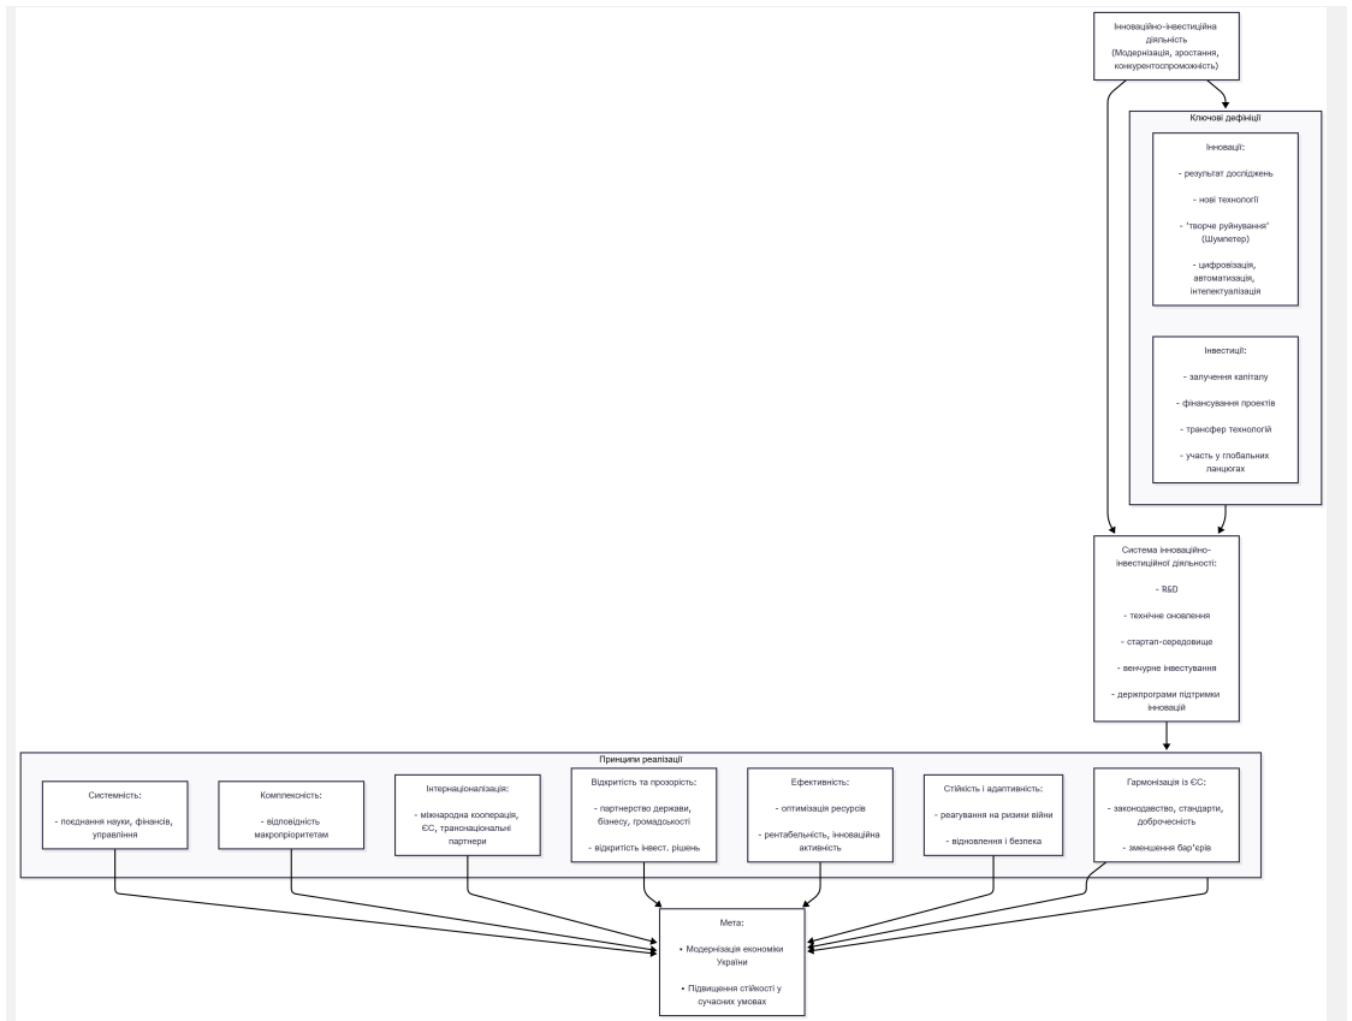 Інноваційно-інвестиційна
діяльність
(Модернізація, зростання,
конкурентоспроможність)
Ключові дефініції
Інновації:
- результат досліджень
- нові технології
- 'творче руйнування'
(Шумпетер)
- цифровізація,
автоматизація,
інтелектуалізація
Інвестиції:
- залучення капіталу
- фінансування проектів
- трансфер технологій
- участь у глобальних
ланцюгах
Система інноваційно-
інвестиційної діяльності:
- R&D
- технічне оновлення
- стартап-середовище
- венчурне інвестування
- держпрограми підтримки
інновацій
Принципи реалізації
Системність:
- поєднання науки, фінансів,
управління
Комплексність:
- відповідність
макропріоритетам
Інтернаціоналізація:
- міжнародна кооперація,
ЄС, транснаціональні
партнери
Відкритість та прозорість:
- партнерство держави,
бізнесу, громадськості
- відкритість інвест. рішень
Ефективність:
- оптимізація ресурсів
- рентабельність, інноваційна
активність
Стійкість і адаптивність:
- реагування на ризики війни
- відновлення і безпека
Гармонізація із ЄС:
- законодавство, стандарти,
доброчесність
- зменшення бар'єрів
Мета:
• Модернізація економіки
України
• Підвищення стійкості у
сучасних умовах